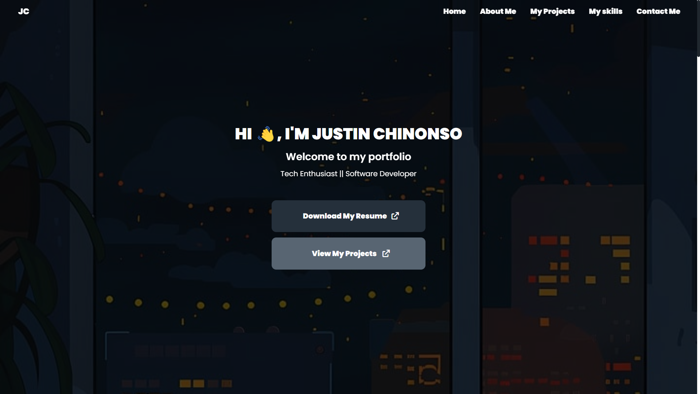 JC
Home About Me My Projects My skills Contact Me
HI 👋, I'M JUSTIN CHINONSO
Welcome to my portfolio
Tech Enthusiast || Software Developer
Download My Resume
View My Projects